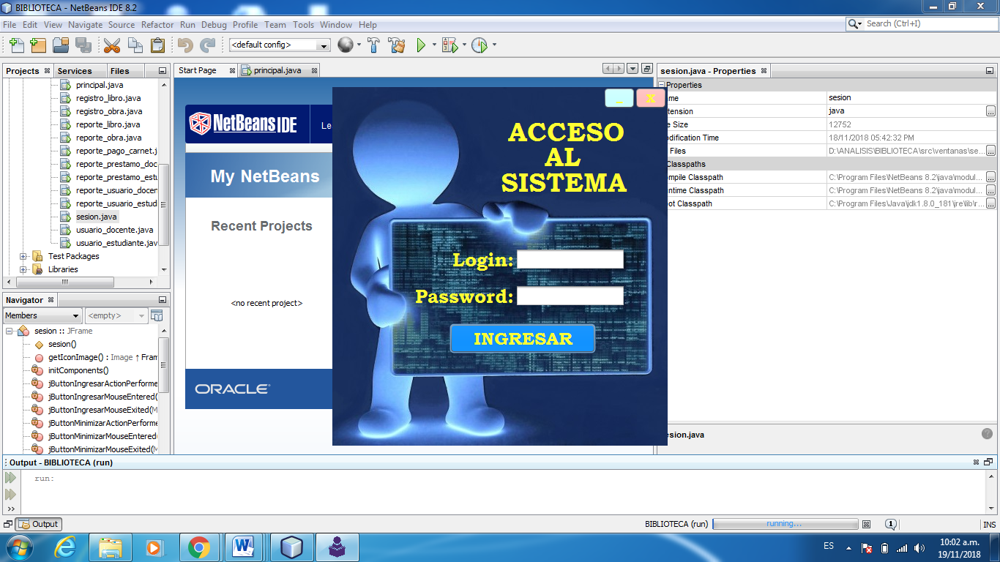 BIBLIOTECA - NetBeans IDE 8.2
File Edit View Navigate Source Refactor Run Debug Profile Team Tools Window Help
Search (Ctrl+I)
<default config>
Projects Services Files
principal.java
registro_libro.java
registro_obra.java
reporte_libro.java
reporte_obra.java
reporte_pago_carnet.j
reporte_prestamo_doc
reporte_prestamo_estu
reporte_usuario_docen
reporte_usuario_estud
sesion.java
usuario_docente.java
usuario_estudiante.jav
Test Packages
Libraries
Navigator
Members <empty>
sesion :: JFrame
sesion()
getIconImage() : Image ↑ Fram
initComponents()
jButtonIngresarActionPerforme
jButtonIngresarMouseEntered(
jButtonIngresarMouseExited(M
jButtonMinimizarActionPerforme
jButtonMinimizarMouseEntered(
jButtonMinimizarMouseExited(M
Start Page principal.java
NetBeans IDE Le
My NetBeans
Recent Projects
<no recent project>
ORACLE
_ X
ACCESO
AL
SISTEMA
Login:
Password:
INGRESAR
sesion.java - Properties
Properties
ame sesion
tension java
e Size 12752
odification Time 18/11/2018 05:42:32 PM
Files D:\ANALISIS\BIBLIOTECA\src\ventanas\se...
Classpaths
ompile Classpath C:\Program Files\NetBeans 8.2\java\modul...
untime Classpath C:\Program Files\NetBeans 8.2\java\modul...
oot Classpath C:\Program Files\Java\jdk1.8.0_181\jre\lib\r...
esion.java
Output - BIBLIOTECA (run)
run:
Output
BIBLIOTECA (run) running... 1 INS
ES
10:02 a.m.
19/11/2018